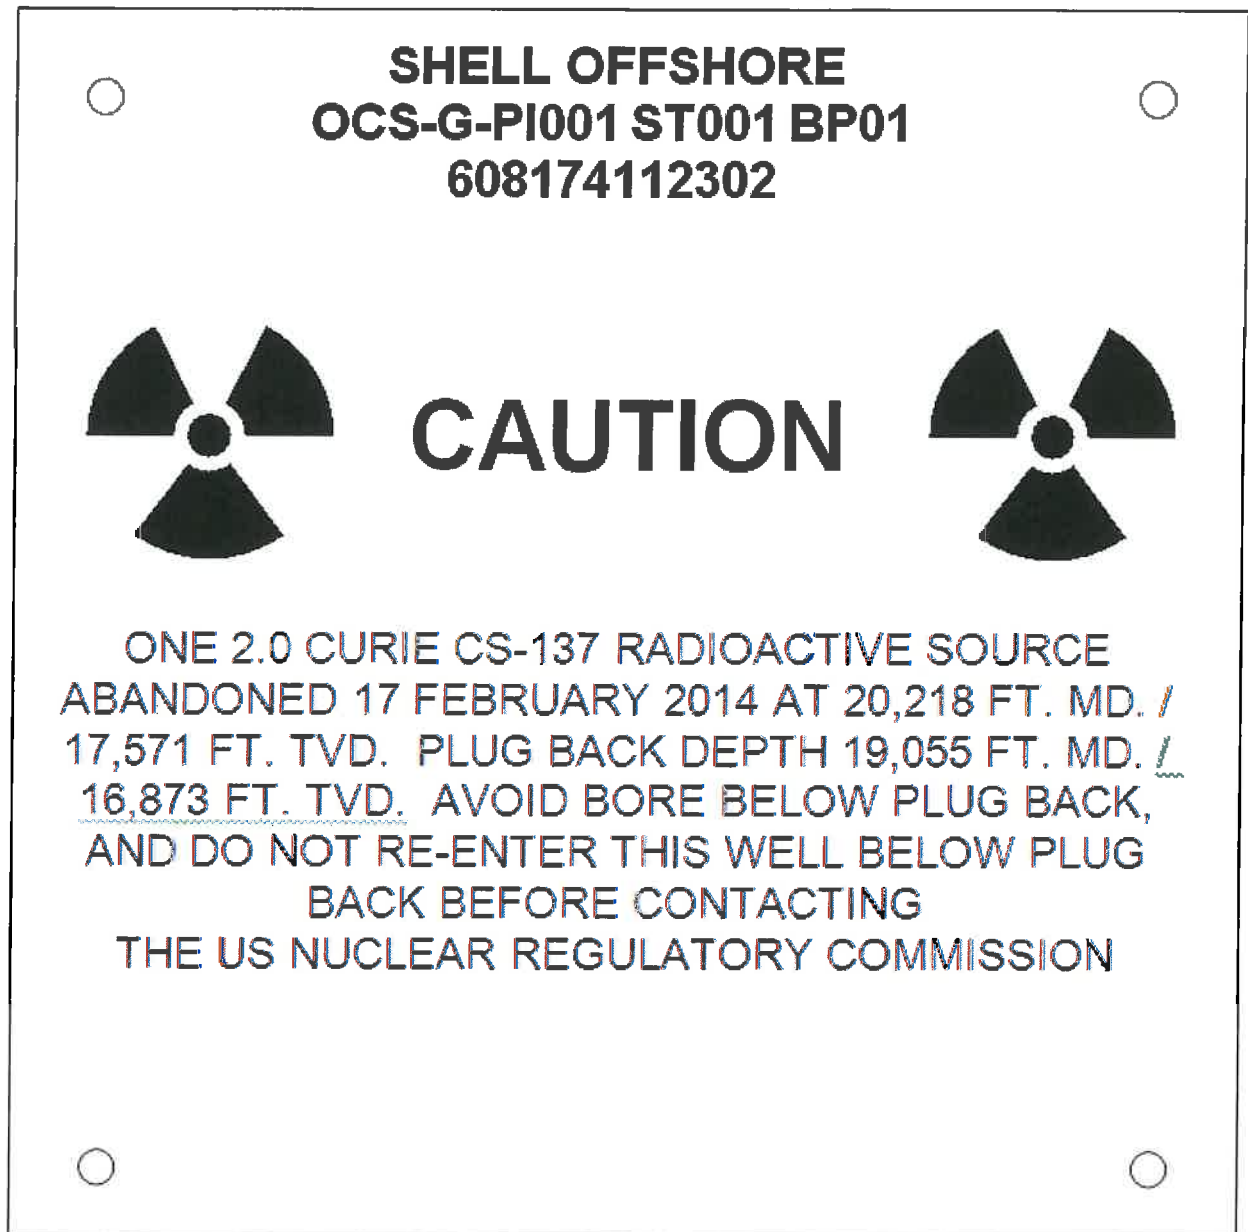 SHELL OFFSHORE
OCS-G-PI001 ST001 BP01
608174112302
CAUTION
ONE 2.0 CURIE CS-137 RADIOACTIVE SOURCE
ABANDONED 17 FEBRUARY 2014 AT 20,218 FT. MD. /
17,571 FT. TVD.  PLUG BACK DEPTH 19,055 FT. MD. /
16,873 FT. TVD.  AVOID BORE BELOW PLUG BACK,
AND DO NOT RE-ENTER THIS WELL BELOW PLUG
BACK BEFORE CONTACTING
THE US NUCLEAR REGULATORY COMMISSION